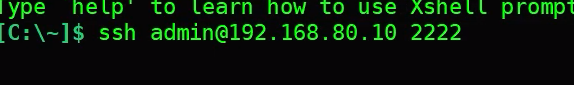 Type `help' to learn how to use Xshell prompt
[C:\~]$ ssh admin@192.168.80.10 2222